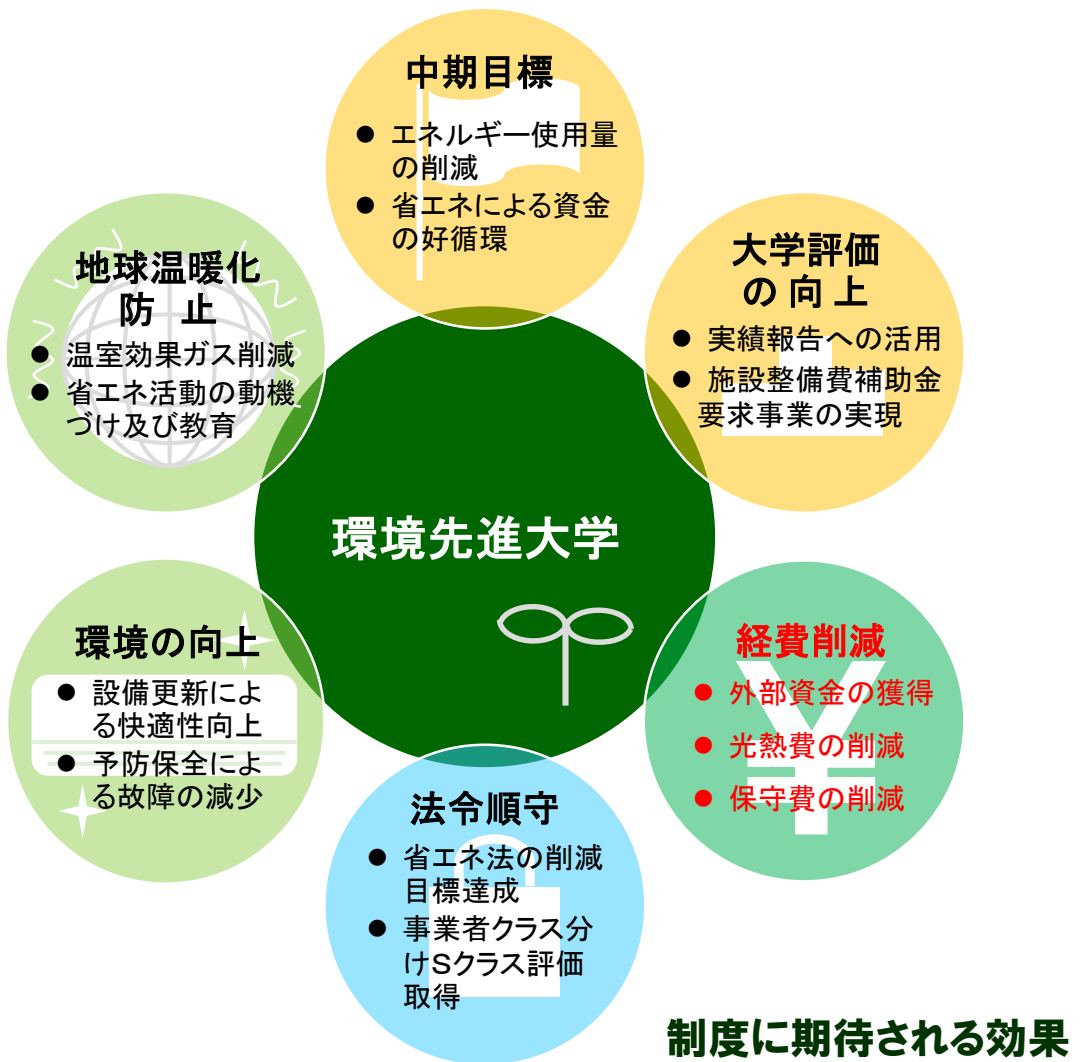 中期目標
● エネルギー使用量
の削減
● 省エネによる資金
の好循環
大学評価
の向上
● 実績報告への活用
● 施設整備費補助金
要求事業の実現
地球温暖化
防 止
● 温室効果ガス削減
● 省エネ活動の動機
づけ及び教育
環境先進大学
環境の向上
● 設備更新によ
る快適性向上
● 予防保全によ
る故障の減少
経費削減
● 外部資金の獲得
● 光熱費の削減
● 保守費の削減
¥
法令順守
● 省エネ法の削減
目標達成
● 事業者クラス分
けSクラス評価
取得
制度に期待される効果